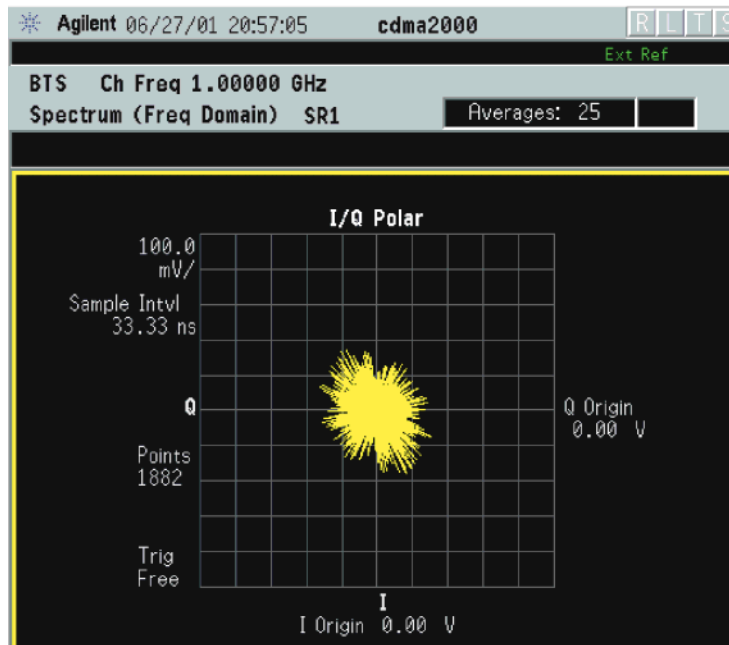 Agilent 06/27/01 20:57:05 cdma2000 R L T S
Ext Ref
BTS Ch Freq 1.00000 GHz
Spectrum (Freq Domain) SR1 Averages: 25
I/Q Polar
100.0
mV/
Sample Intvl
33.33 ns
Q
Q Origin
0.00 V
Points
1882
Trig
Free
I
I Origin 0.00 V